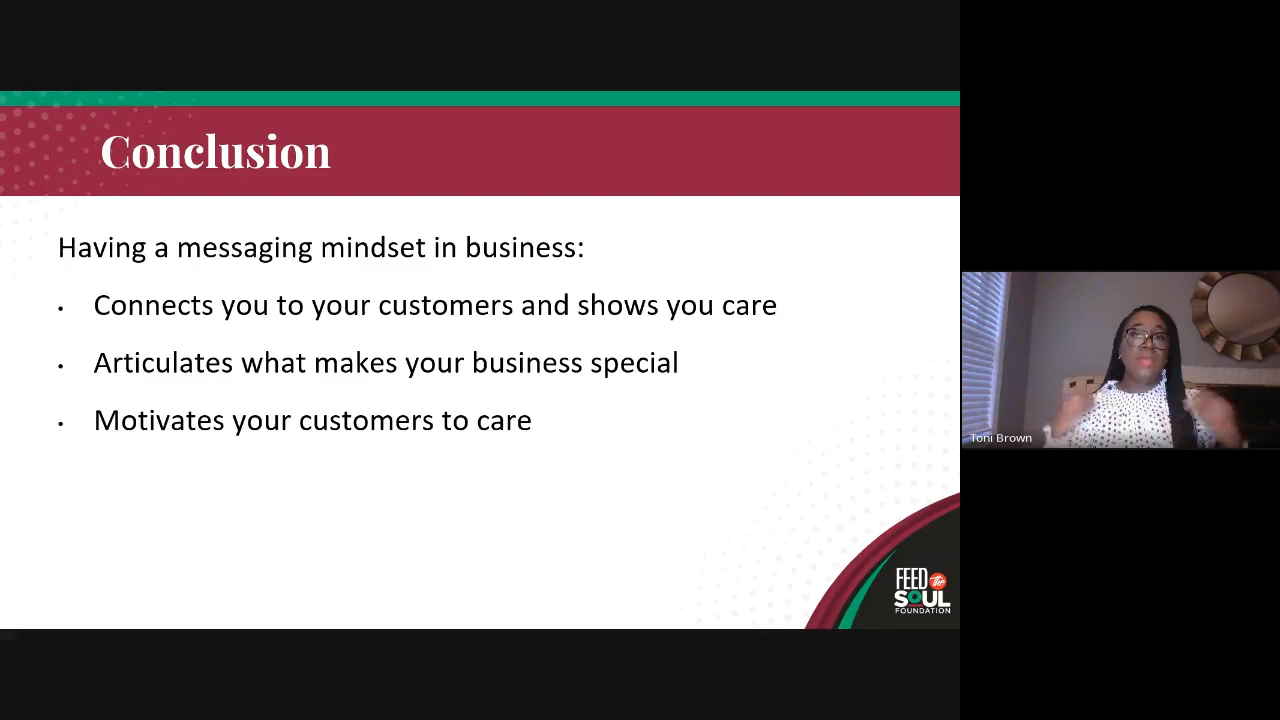 Conclusion
Having a messaging mindset in business:
• Connects you to your customers and shows you care
• Articulates what makes your business special
• Motivates your customers to care
Toni Brown
FEED the
SOUL
FOUNDATION